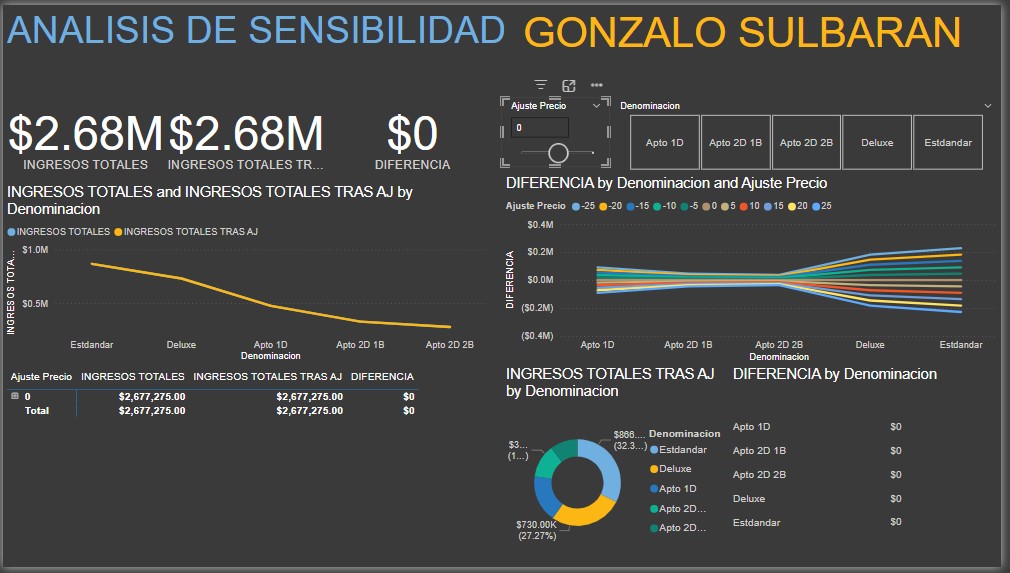 ANALISIS DE SENSIBILIDAD
GONZALO SULBARAN
$2.68M
INGRESOS TOTALES
$2.68M
INGRESOS TOTALES TR...
$0
DIFERENCIA
Ajuste Precio
0
Denominacion
Apto 1D
Apto 2D 1B
Apto 2D 2B
Deluxe
Estandar
INGRESOS TOTALES and INGRESOS TOTALES TRAS AJ by
Denominacion
INGRESOS TOTALES
INGRESOS TOTALES TRAS AJ
INGRESOS TOTA...
$1.0M
$0.5M
Estdandar
Deluxe
Apto 1D
Apto 2D 1B
Apto 2D 2B
Denominacion
Ajuste Precio INGRESOS TOTALES INGRESOS TOTALES TRAS AJ DIFERENCIA
0 $2,677,275.00 $2,677,275.00 $0
Total $2,677,275.00 $2,677,275.00 $0
DIFERENCIA by Denominacion and Ajuste Precio
Ajuste Precio -25 -20 -15 -10 -5 0 5 10 15 20 25
DIFERENCIA
$0.4M
$0.2M
$0.0M
($0.2M)
($0.4M)
Apto 1D
Apto 2D 1B
Apto 2D 2B
Deluxe
Estdandar
Denominacion
INGRESOS TOTALES TRAS AJ
by Denominacion
$866....
(32.3...)
$3...
(1...)
$730.00K
(27.27%)
Denominacion
Estdandar
Deluxe
Apto 1D
Apto 2D...
Apto 2D...
DIFERENCIA by Denominacion
Apto 1D $0
Apto 2D 1B $0
Apto 2D 2B $0
Deluxe $0
Estdandar $0